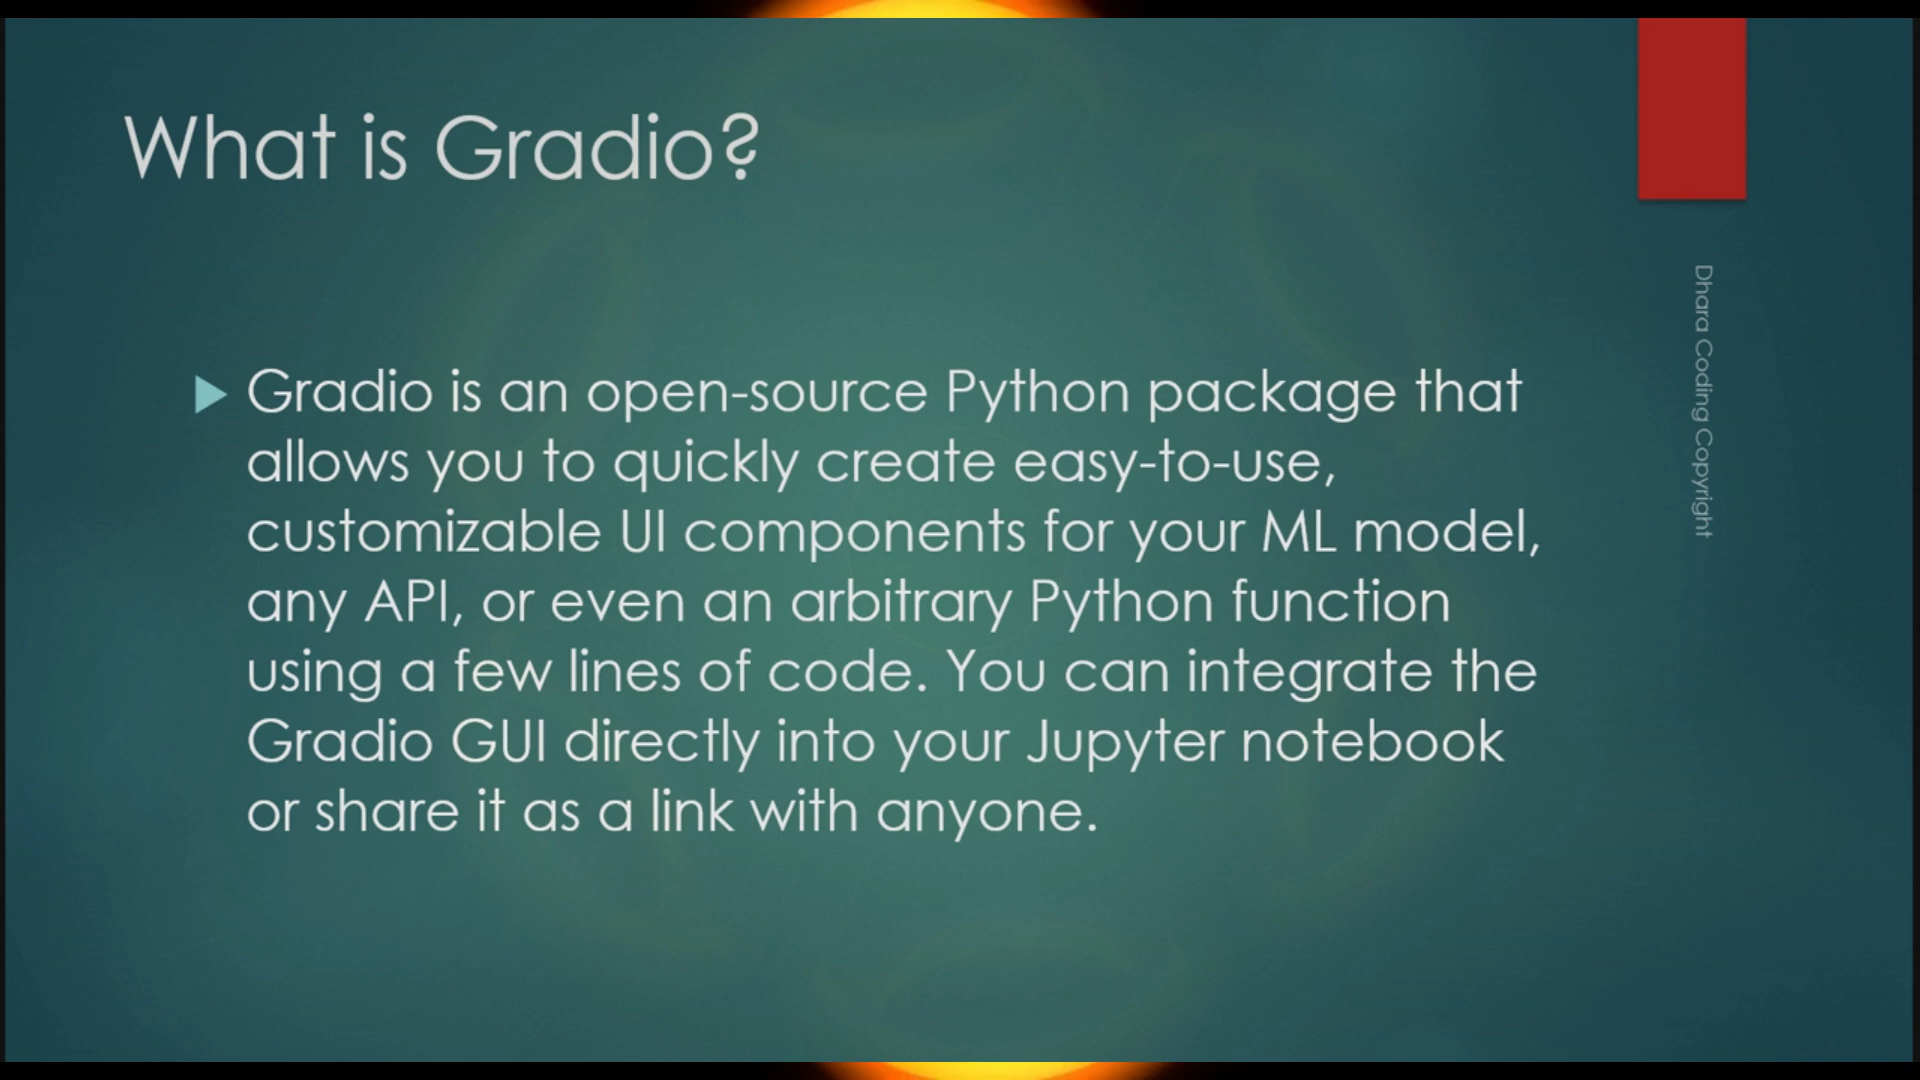 What is Gradio?
Gradio is an open-source Python package that
allows you to quickly create easy-to-use,
customizable UI components for your ML model,
any API, or even an arbitrary Python function
using a few lines of code. You can integrate the
Gradio GUI directly into your Jupyter notebook
or share it as a link with anyone.
Dhara Coding Copyright